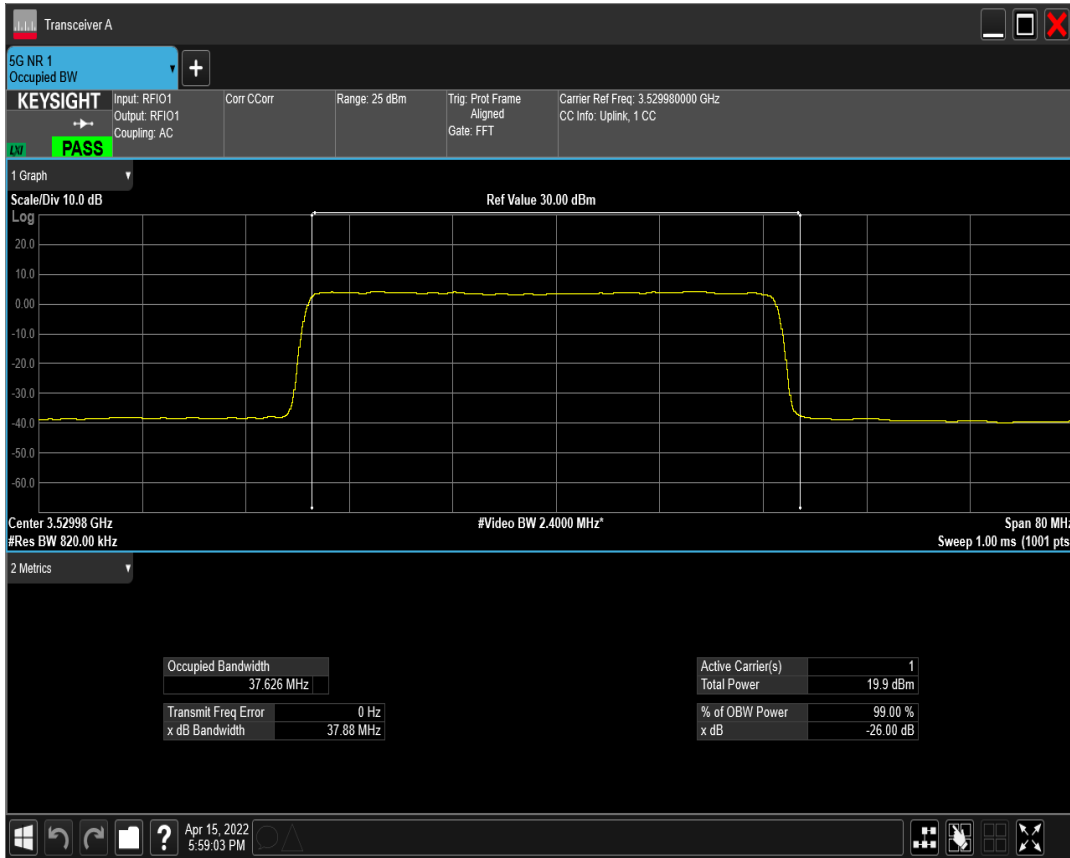 Transceiver A
5G NR 1
Occupied BW
KEYSIGHT
Input: RFIO1
Output: RFIO1
Coupling: AC
Corr CCorr
Range: 25 dBm
Trig: Prot Frame
Aligned
Gate: FFT
Carrier Ref Freq: 3.529980000 GHz
CC Info: Uplink, 1 CC
LXI
PASS
1 Graph
Scale/Div 10.0 dB
Ref Value 30.00 dBm
Log
20.0
10.0
0.00
-10.0
-20.0
-30.0
-40.0
-50.0
-60.0
Center 3.52998 GHz
#Video BW 2.4000 MHz*
Span 80 MHz
#Res BW 820.00 kHz
Sweep 1.00 ms (1001 pts
2 Metrics
Occupied Bandwidth
37.626 MHz
Transmit Freq Error 0 Hz
x dB Bandwidth 37.88 MHz
Active Carrier(s) 1
Total Power 19.9 dBm
% of OBW Power 99.00 %
x dB -26.00 dB
?
Apr 15, 2022
5:59:03 PM